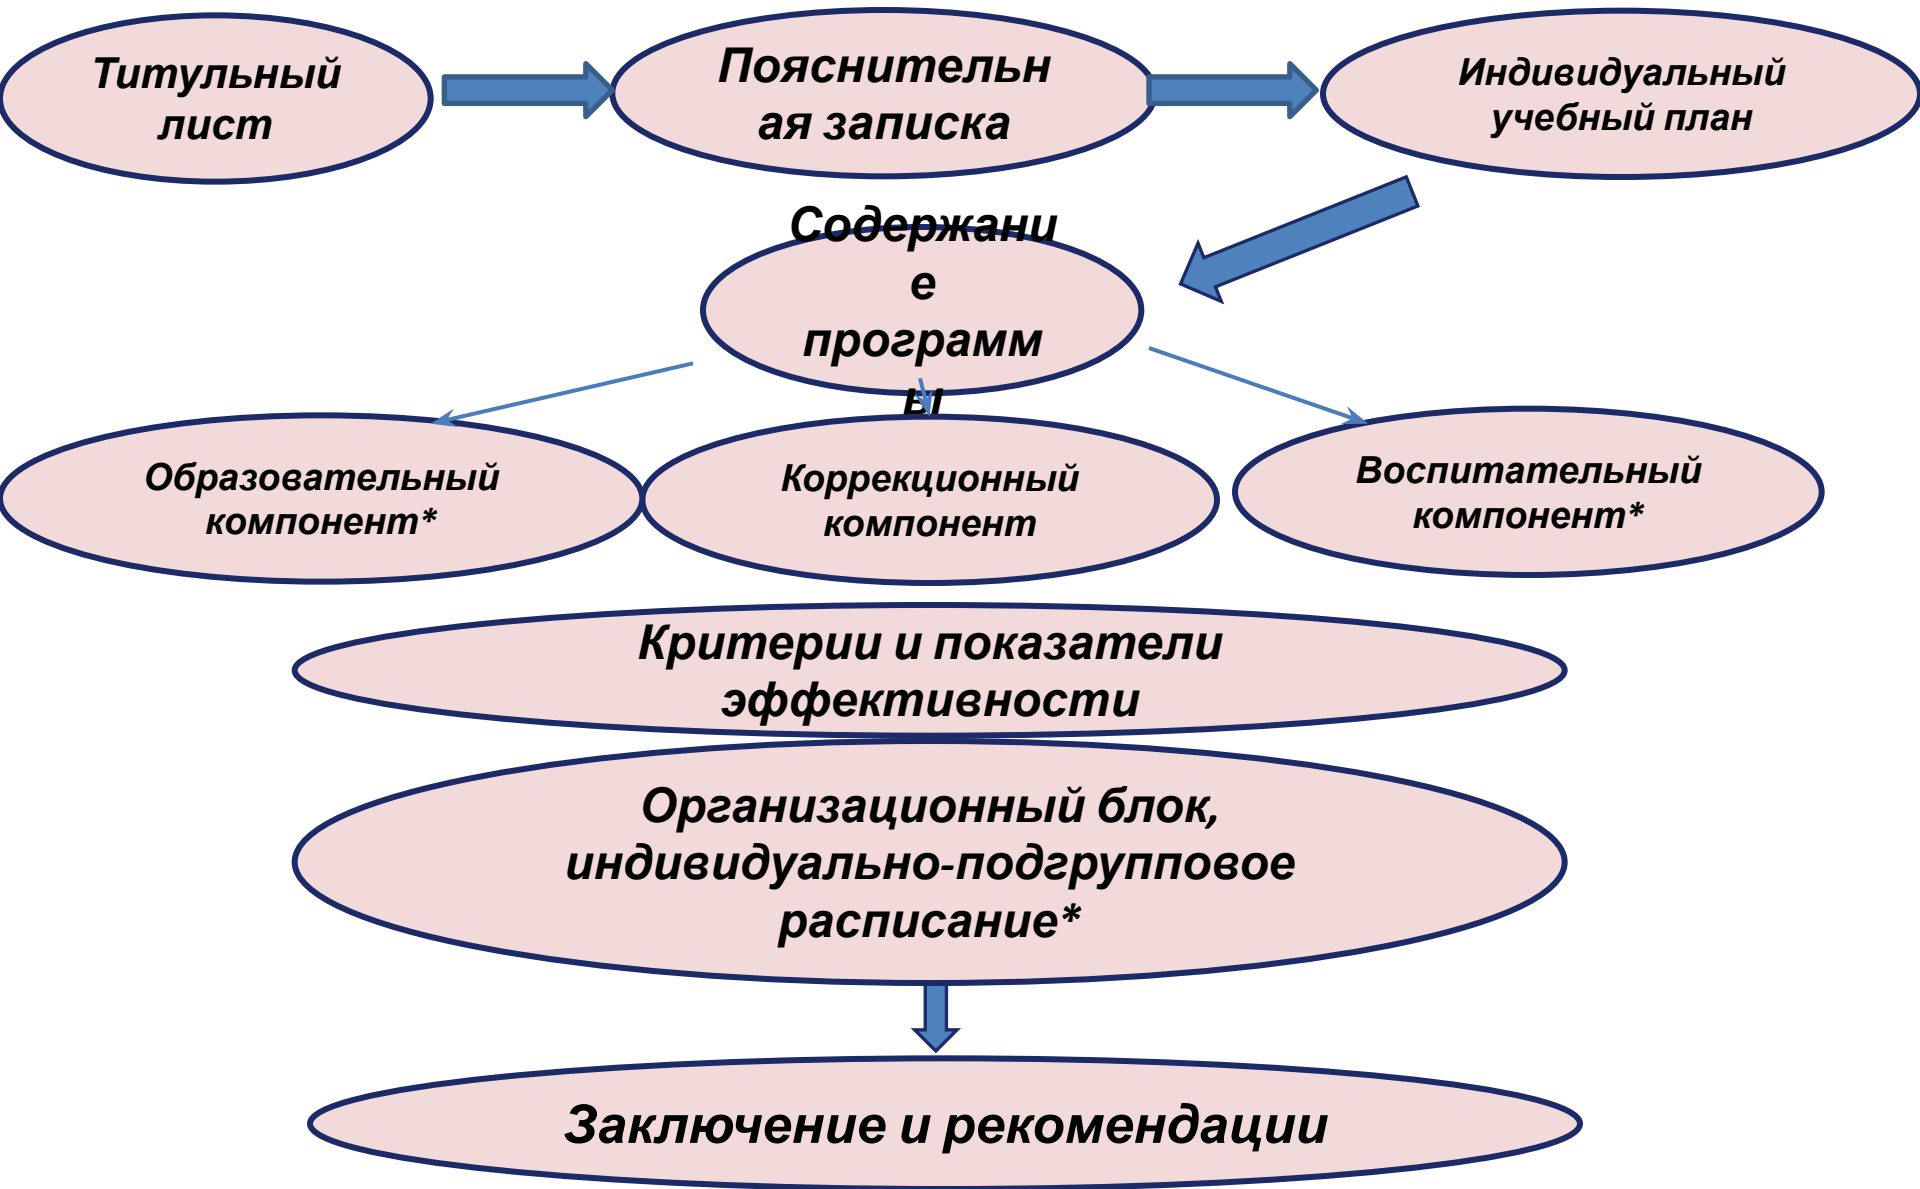 Титульный
лист
Пояснительн
ая записка
Индивидуальный
учебный план
Содержани
е
программ
ы
Образовательный
компонент*
Коррекционный
компонент
Воспитательный
компонент*
Критерии и показатели
эффективности
Организационный блок,
индивидуально-подгрупповое
расписание*
Заключение и рекомендации